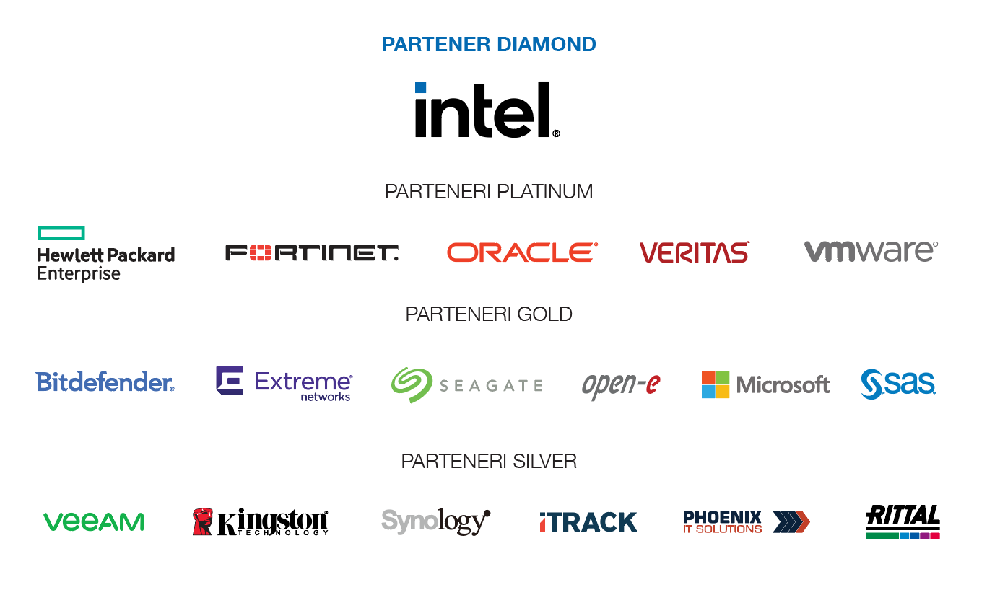 PARTENER DIAMOND
intel®
PARTENERI PLATINUM
Hewlett Packard
Enterprise
FORTINET
ORACLE®
VERITAS™
vmware
PARTENERI GOLD
Bitdefender®
Extreme®
networks
SEAGATE
open-e
Microsoft
sas
PARTENERI SILVER
veeAM
Kingston
TECHNOLOGY
Synology
iTRACK
PHOENIX
IT SOLUTIONS
RITTAL